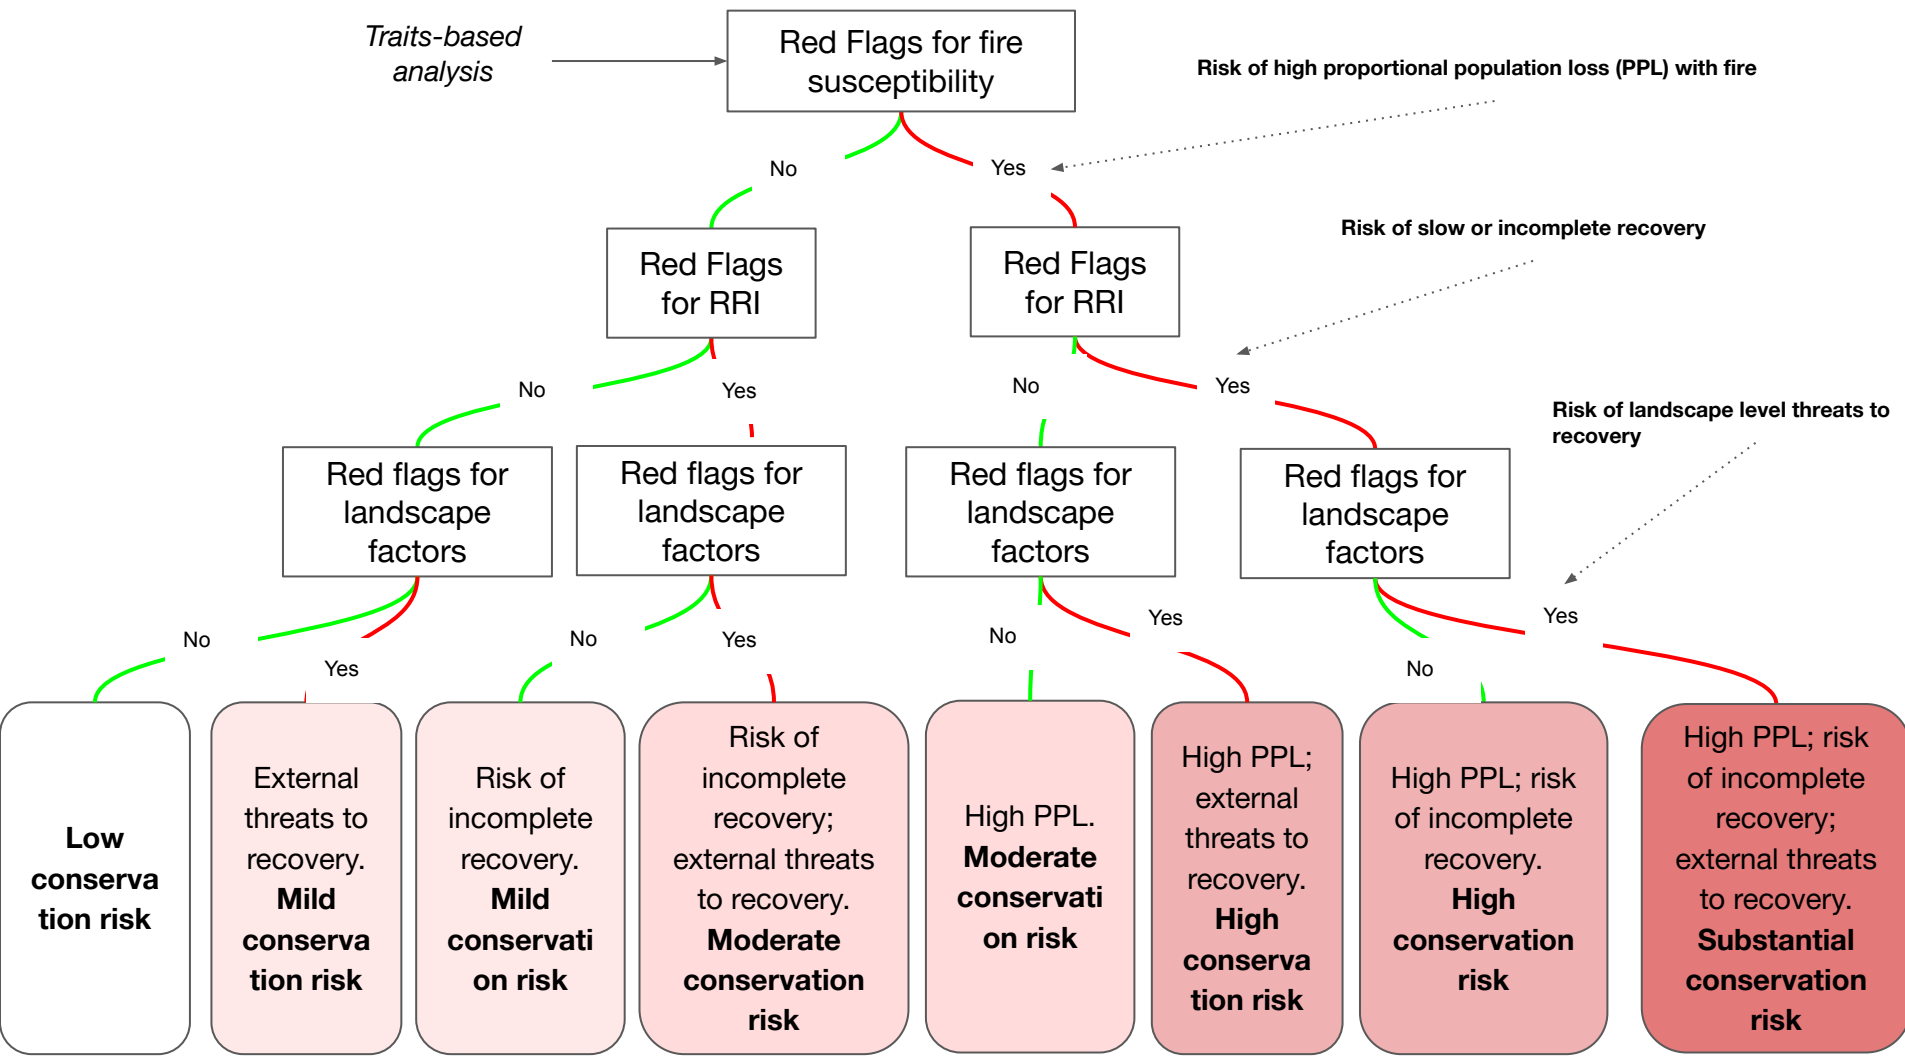 Traits-based
analysis
Red Flags for fire
susceptibility
Risk of high proportional population loss (PPL) with fire
No
Yes
Risk of slow or incomplete recovery
Red Flags
for RRI
Red Flags
for RRI
No
Yes
No
Yes
Risk of landscape level threats to
recovery
Red flags for
landscape
factors
Red flags for
landscape
factors
Red flags for
landscape
factors
Red flags for
landscape
factors
No
Yes
No
Yes
No
Yes
No
Yes
Low
conserva
tion risk
External
threats to
recovery.
Mild
conserva
tion risk
Risk of
incomplete
recovery.
Mild
conservati
on risk
Risk of
incomplete
recovery;
external threats
to recovery.
Moderate
conservation
risk
High PPL.
Moderate
conservati
on risk
High PPL;
external
threats to
recovery.
High
conserva
tion risk
High PPL; risk
of incomplete
recovery.
High
conservation
risk
High PPL; risk
of incomplete
recovery;
external threats
to recovery.
Substantial
conservation
risk